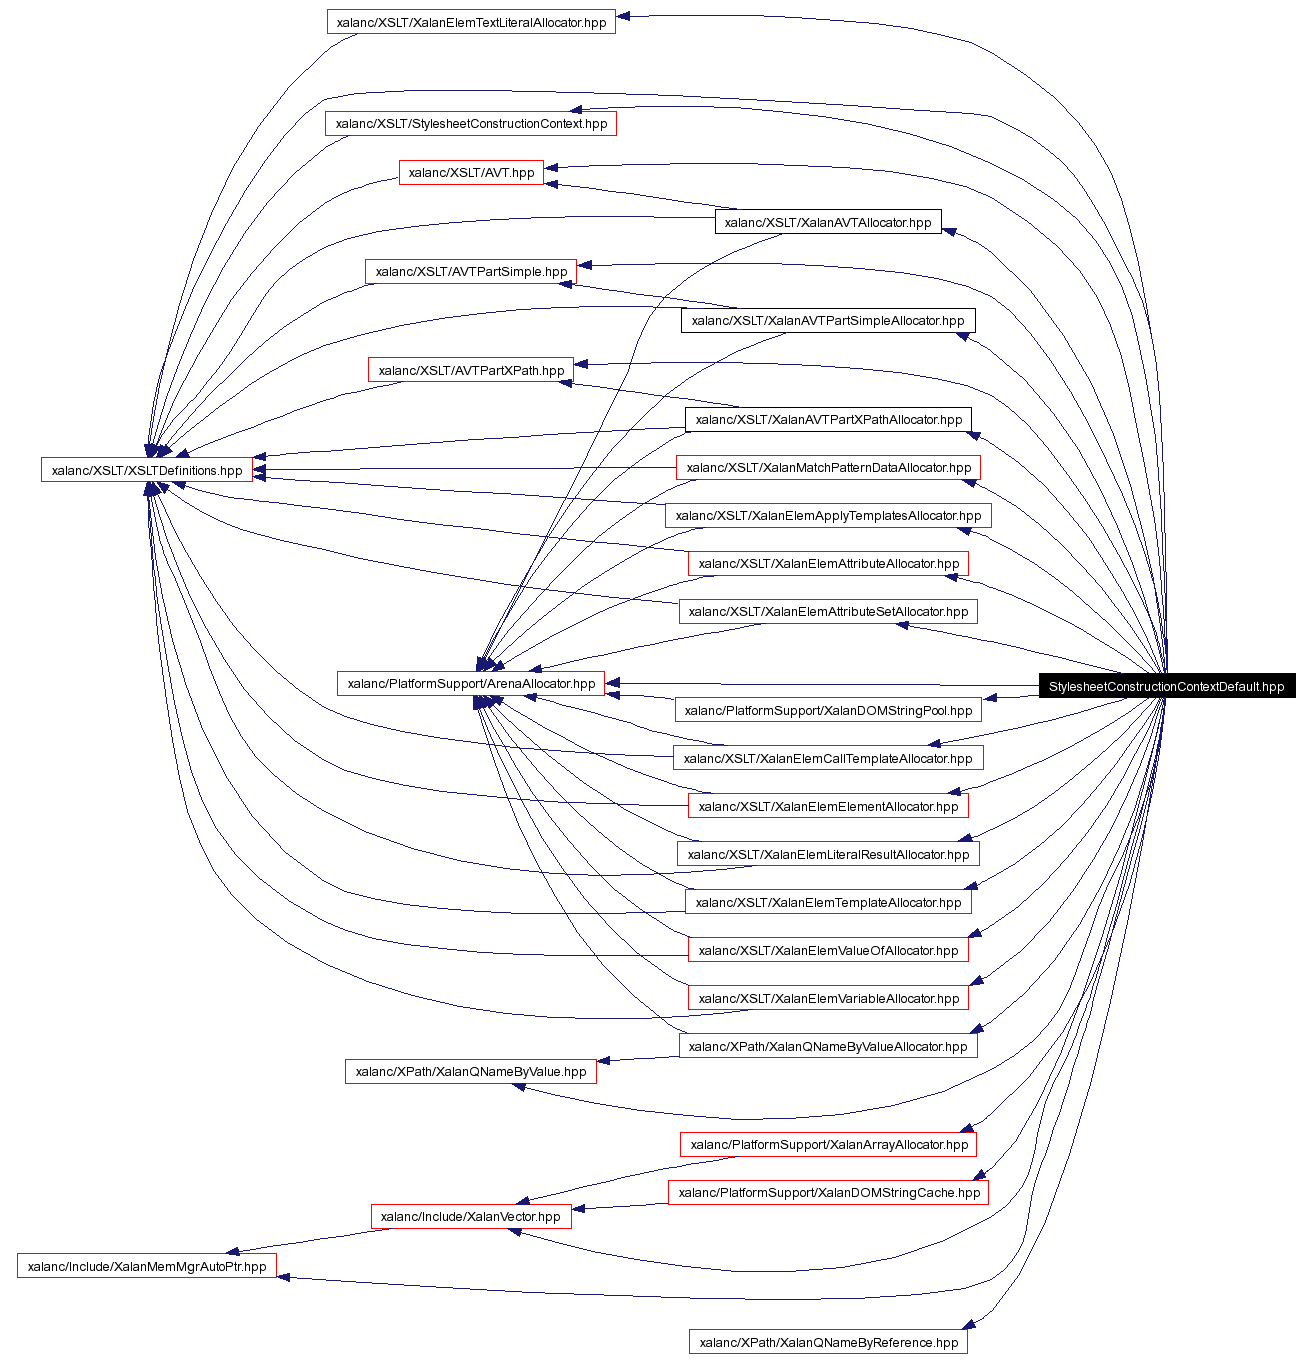 xalanc/XSLT/XalanElemTextLiteralAllocator.hpp
xalanc/XSLT/StylesheetConstructionContext.hpp
xalanc/XSLT/AVT.hpp
xalanc/XSLT/XalanAVTAllocator.hpp
xalanc/XSLT/AVTPartSimple.hpp
xalanc/XSLT/XalanAVTPartSimpleAllocator.hpp
xalanc/XSLT/AVTPartXPath.hpp
xalanc/XSLT/XalanAVTPartXPathAllocator.hpp
xalanc/XSLT/XSLTDefinitions.hpp
xalanc/XSLT/XalanMatchPatternDataAllocator.hpp
xalanc/XSLT/XalanElemApplyTemplatesAllocator.hpp
xalanc/XSLT/XalanElemAttributeAllocator.hpp
xalanc/XSLT/XalanElemAttributeSetAllocator.hpp
xalanc/PlatformSupport/ArenaAllocator.hpp
StylesheetConstructionContextDefault.hpp
xalanc/PlatformSupport/XalanDOMStringPool.hpp
xalanc/XSLT/XalanElemCallTemplateAllocator.hpp
xalanc/XSLT/XalanElemElementAllocator.hpp
xalanc/XSLT/XalanElemLiteralResultAllocator.hpp
xalanc/XSLT/XalanElemTemplateAllocator.hpp
xalanc/XSLT/XalanElemValueOfAllocator.hpp
xalanc/XSLT/XalanElemVariableAllocator.hpp
xalanc/XPath/XalanQNameByValueAllocator.hpp
xalanc/XPath/XalanQNameByValue.hpp
xalanc/PlatformSupport/XalanArrayAllocator.hpp
xalanc/PlatformSupport/XalanDOMStringCache.hpp
xalanc/Include/XalanVector.hpp
xalanc/Include/XalanMemMgrAutoPtr.hpp
xalanc/XPath/XalanQNameByReference.hpp